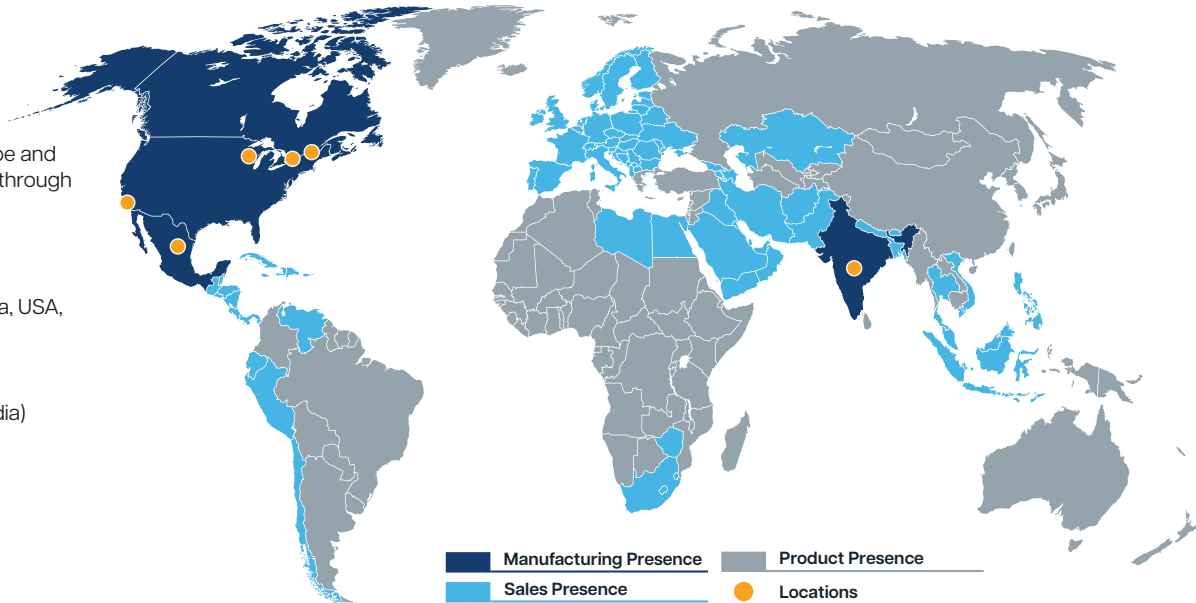 pe and
through
a, USA,
dia)
Manufacturing Presence
Product Presence
Sales Presence
Locations